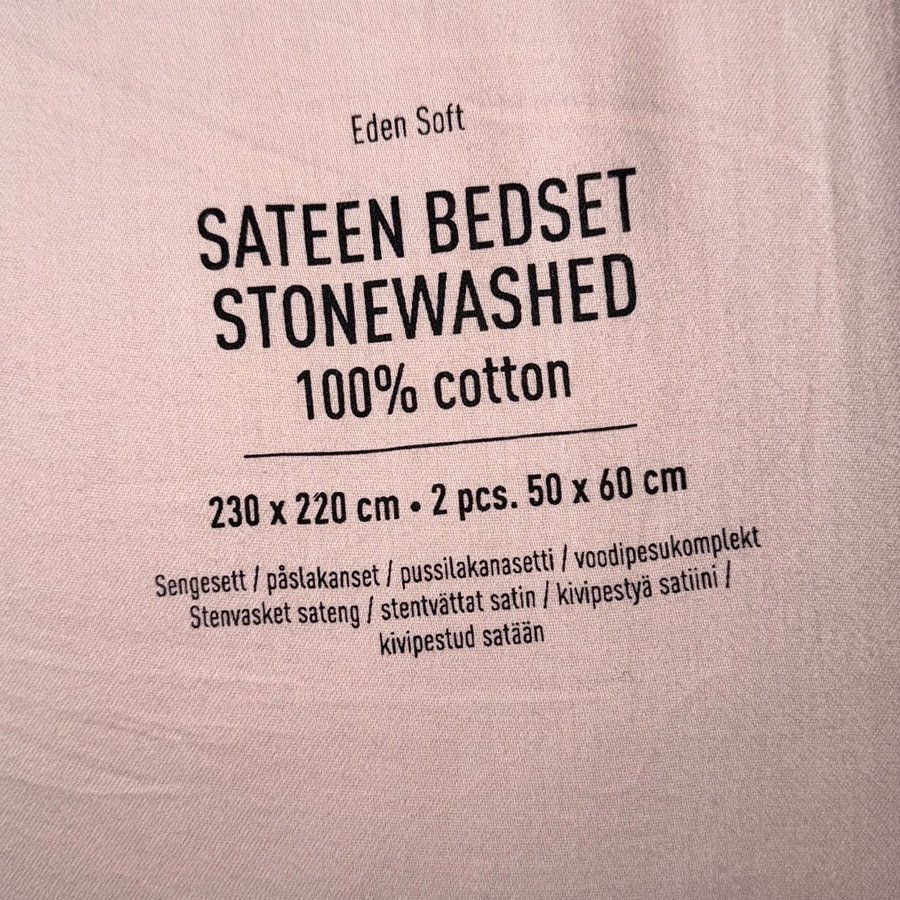 Eden Soft
SATEEN BEDSET
STONEWASHED
100% cotton
230 x 220 cm • 2 pcs. 50 x 60 cm
Sengesett / påslakanset / pussilakanasetti / voodipesukomplekt
Stenvasket sateng / stentvättat satin / kivipestyä satiini /
kivipestud satään